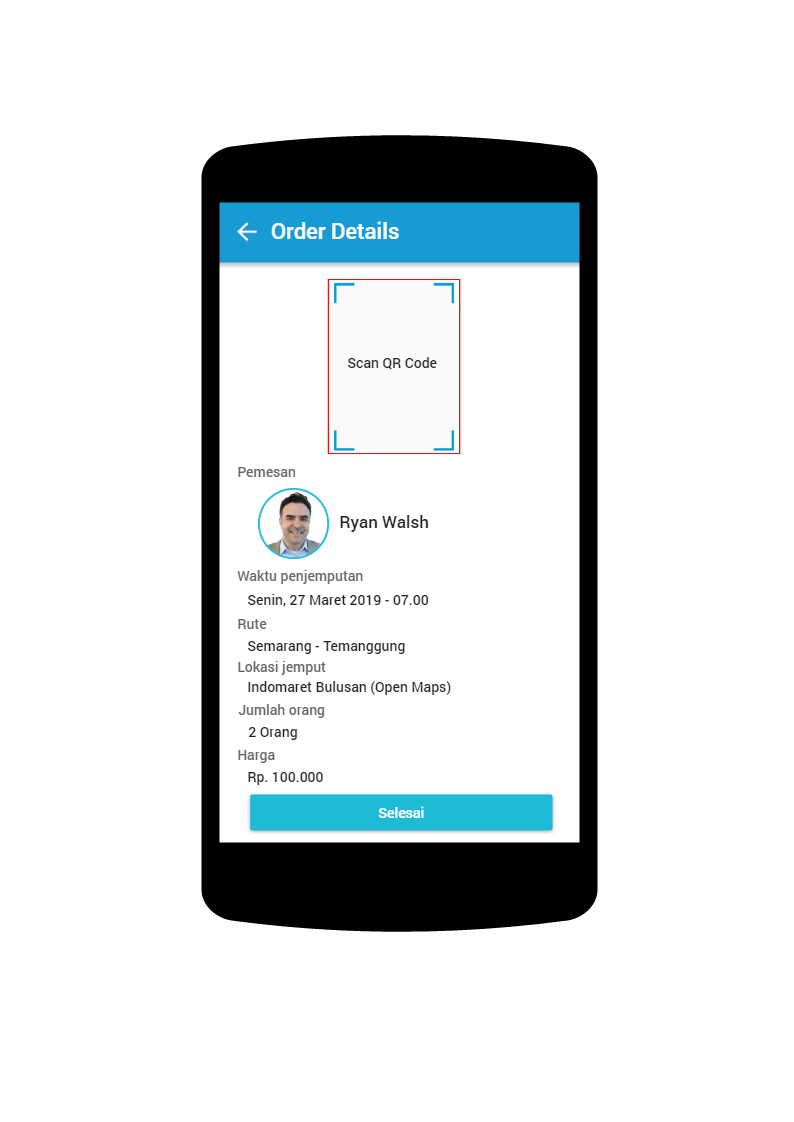 Order Details
Scan QR Code
Pemesan
Ryan Walsh
Waktu penjemputan
Senin, 27 Maret 2019 - 07.00
Rute
Semarang - Temanggung
Lokasi jemput
Indomaret Bulusan (Open Maps)
Jumlah orang
2 Orang
Harga
Rp. 100.000
Selesai